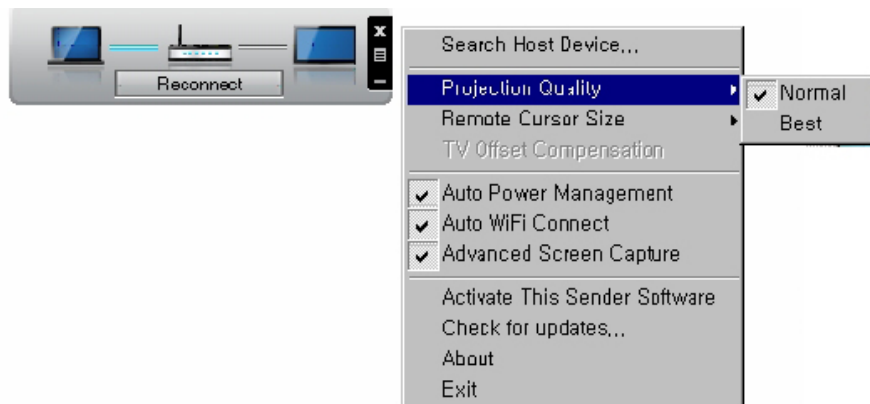 Reconnect
X
Search Host Device...
Projection Quality
Normal
Remote Cursor Size
Best
TV Offset Compensation
Auto Power Management
Auto WiFi Connect
Advanced Screen Capture
Activate This Sender Software
Check for updates...
About
Exit